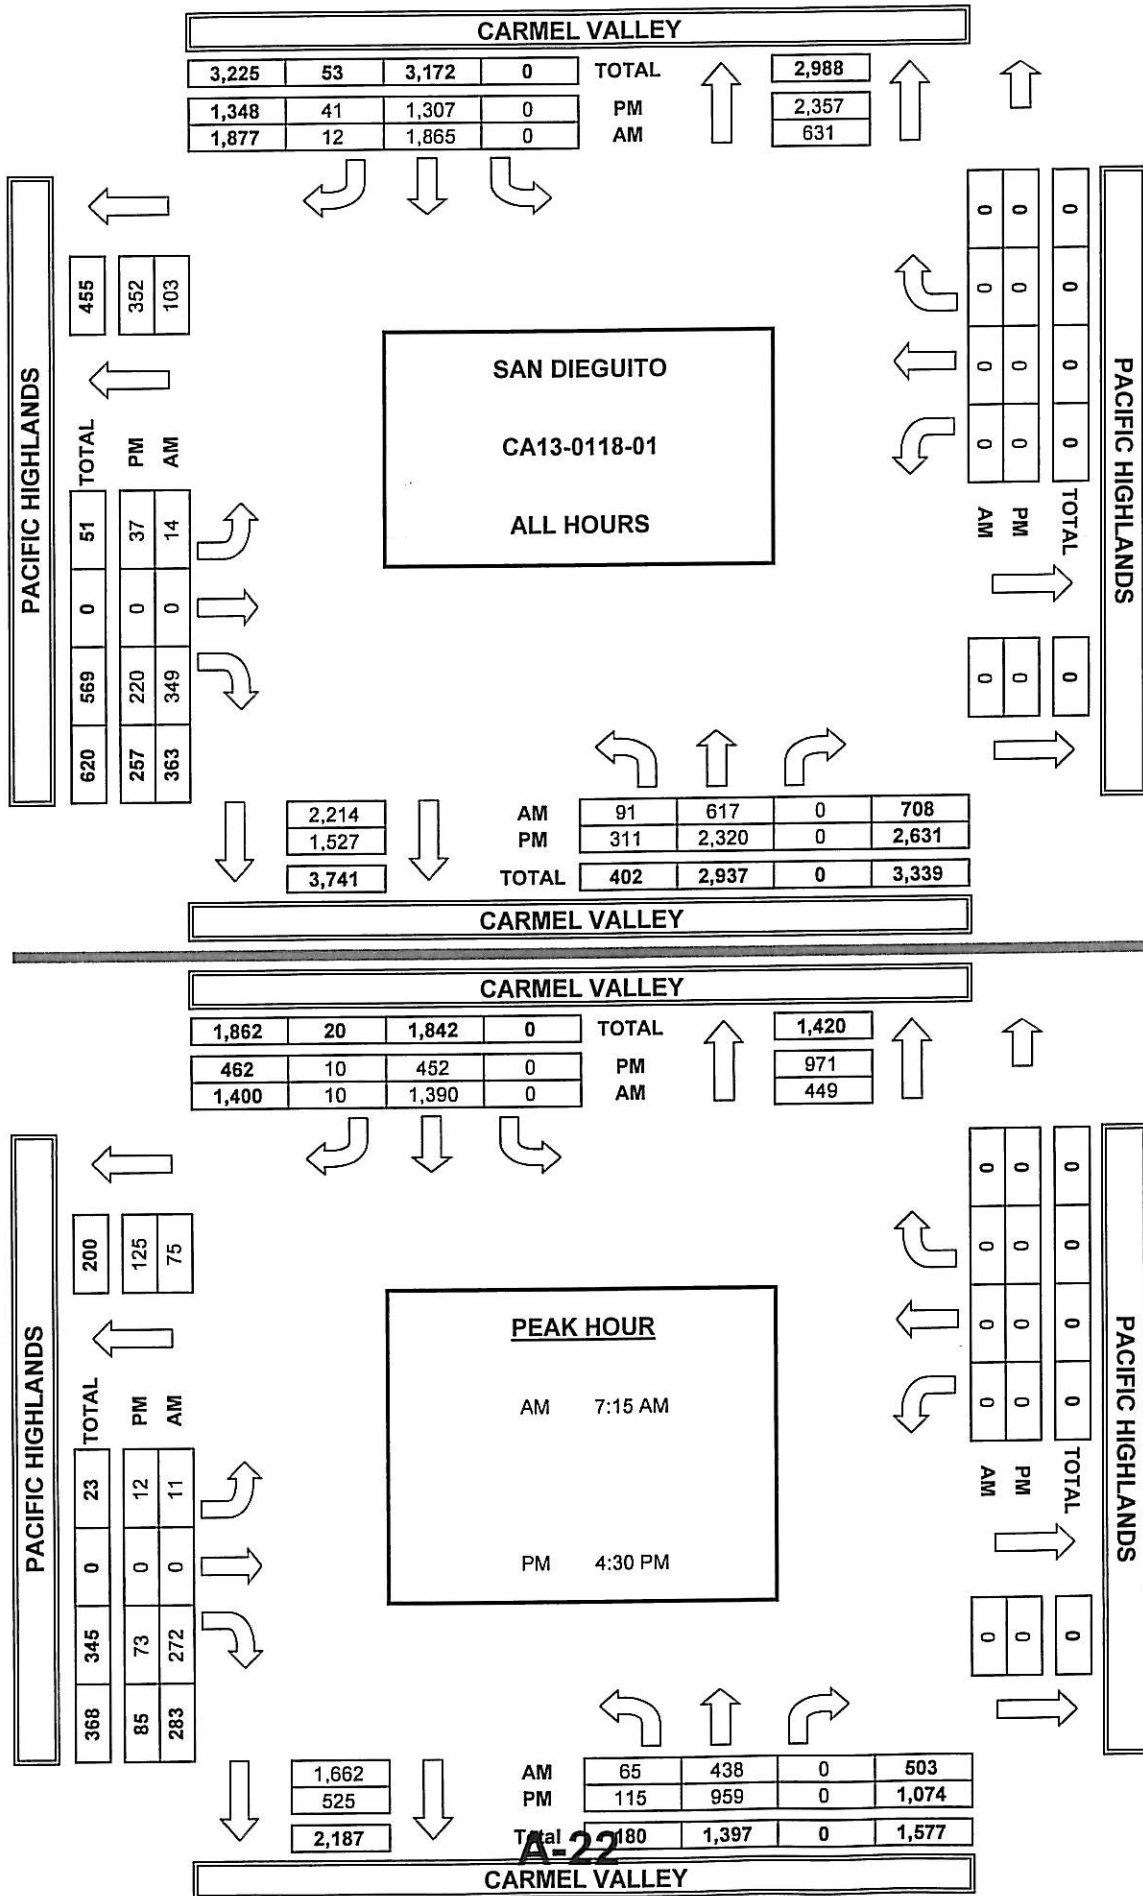 CARMEL VALLEY
3,225 53 3,172 0 TOTAL 2,988
1,348 41 1,307 0 PM 2,357
1,877 12 1,865 0 AM 631
PACIFIC HIGHLANDS
455
352
103
TOTAL 51 0 569 620
PM 37 0 220 257
AM 14 0 349 363
SAN DIEGUITO
CA13-0118-01
ALL HOURS
0 0 0 0 TOTAL 0
0 0 0 0 PM 0
0 0 0 0 AM 0
PACIFIC HIGHLANDS
2,214 AM 91 617 0 708
1,527 PM 311 2,320 0 2,631
3,741 TOTAL 402 2,937 0 3,339
CARMEL VALLEY
CARMEL VALLEY
1,862 20 1,842 0 TOTAL 1,420
462 10 452 0 PM 971
1,400 10 1,390 0 AM 449
PACIFIC HIGHLANDS
200
125
75
TOTAL 23 0 345 368
PM 12 0 73 85
AM 11 0 272 283
PEAK HOUR
AM 7:15 AM
PM 4:30 PM
0 0 0 0 TOTAL 0
0 0 0 0 PM 0
0 0 0 0 AM 0
PACIFIC HIGHLANDS
1,662 AM 65 438 0 503
525 PM 115 959 0 1,074
2,187 Total 180 1,397 0 1,577
A-22
CARMEL VALLEY